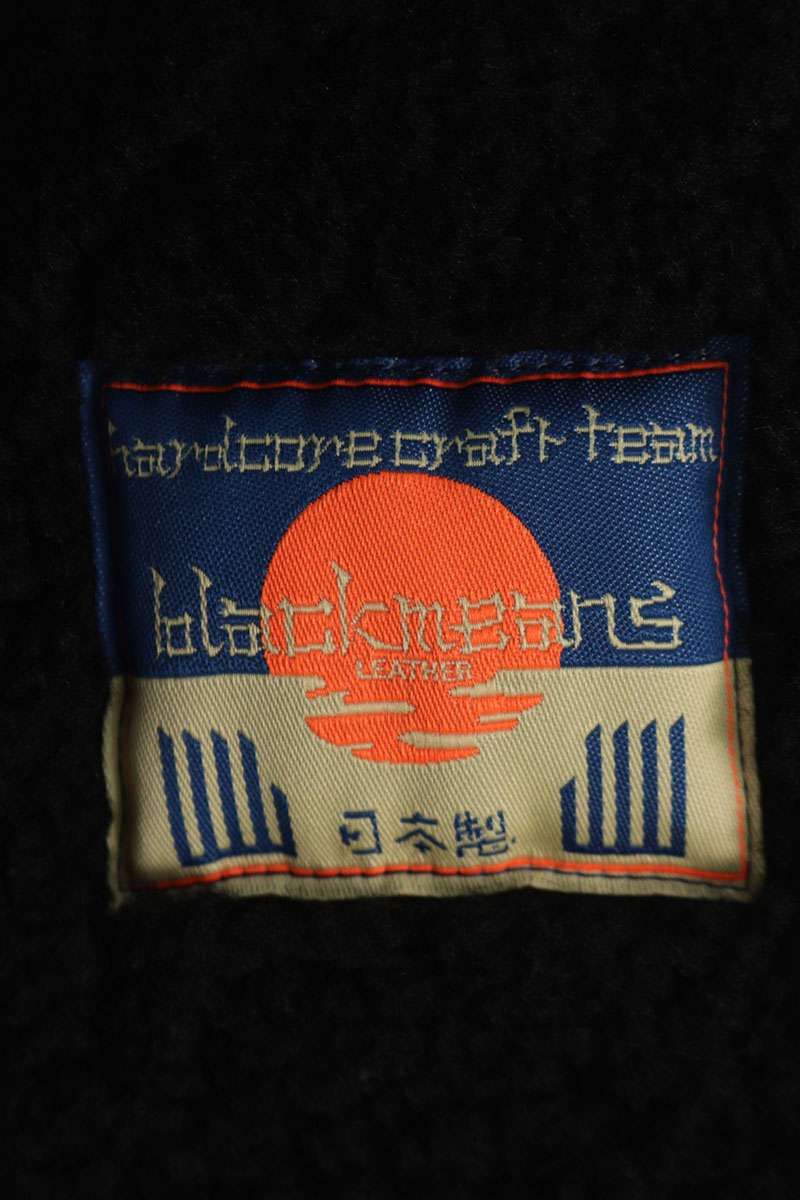 hardcore craft team
blackmeans
LEATHER
日本製